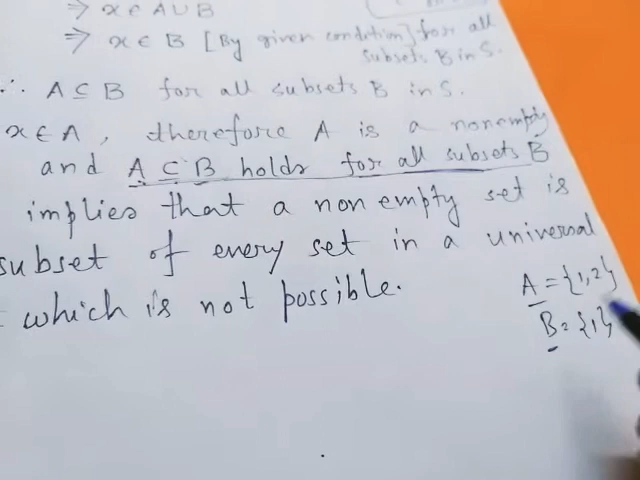 ⇒ x ∈ A ∪ B
⇒ x ∈ B [By given condition] for all
subsets B in S.
∴ A ⊆ B for all subsets B in S.
x ∈ A, therefore A is a nonempty
and A ⊆ B holds for all subsets B
implies that a non empty set is
subset of every set in a universal
which is not possible.
A = {1,2}
B = {1}